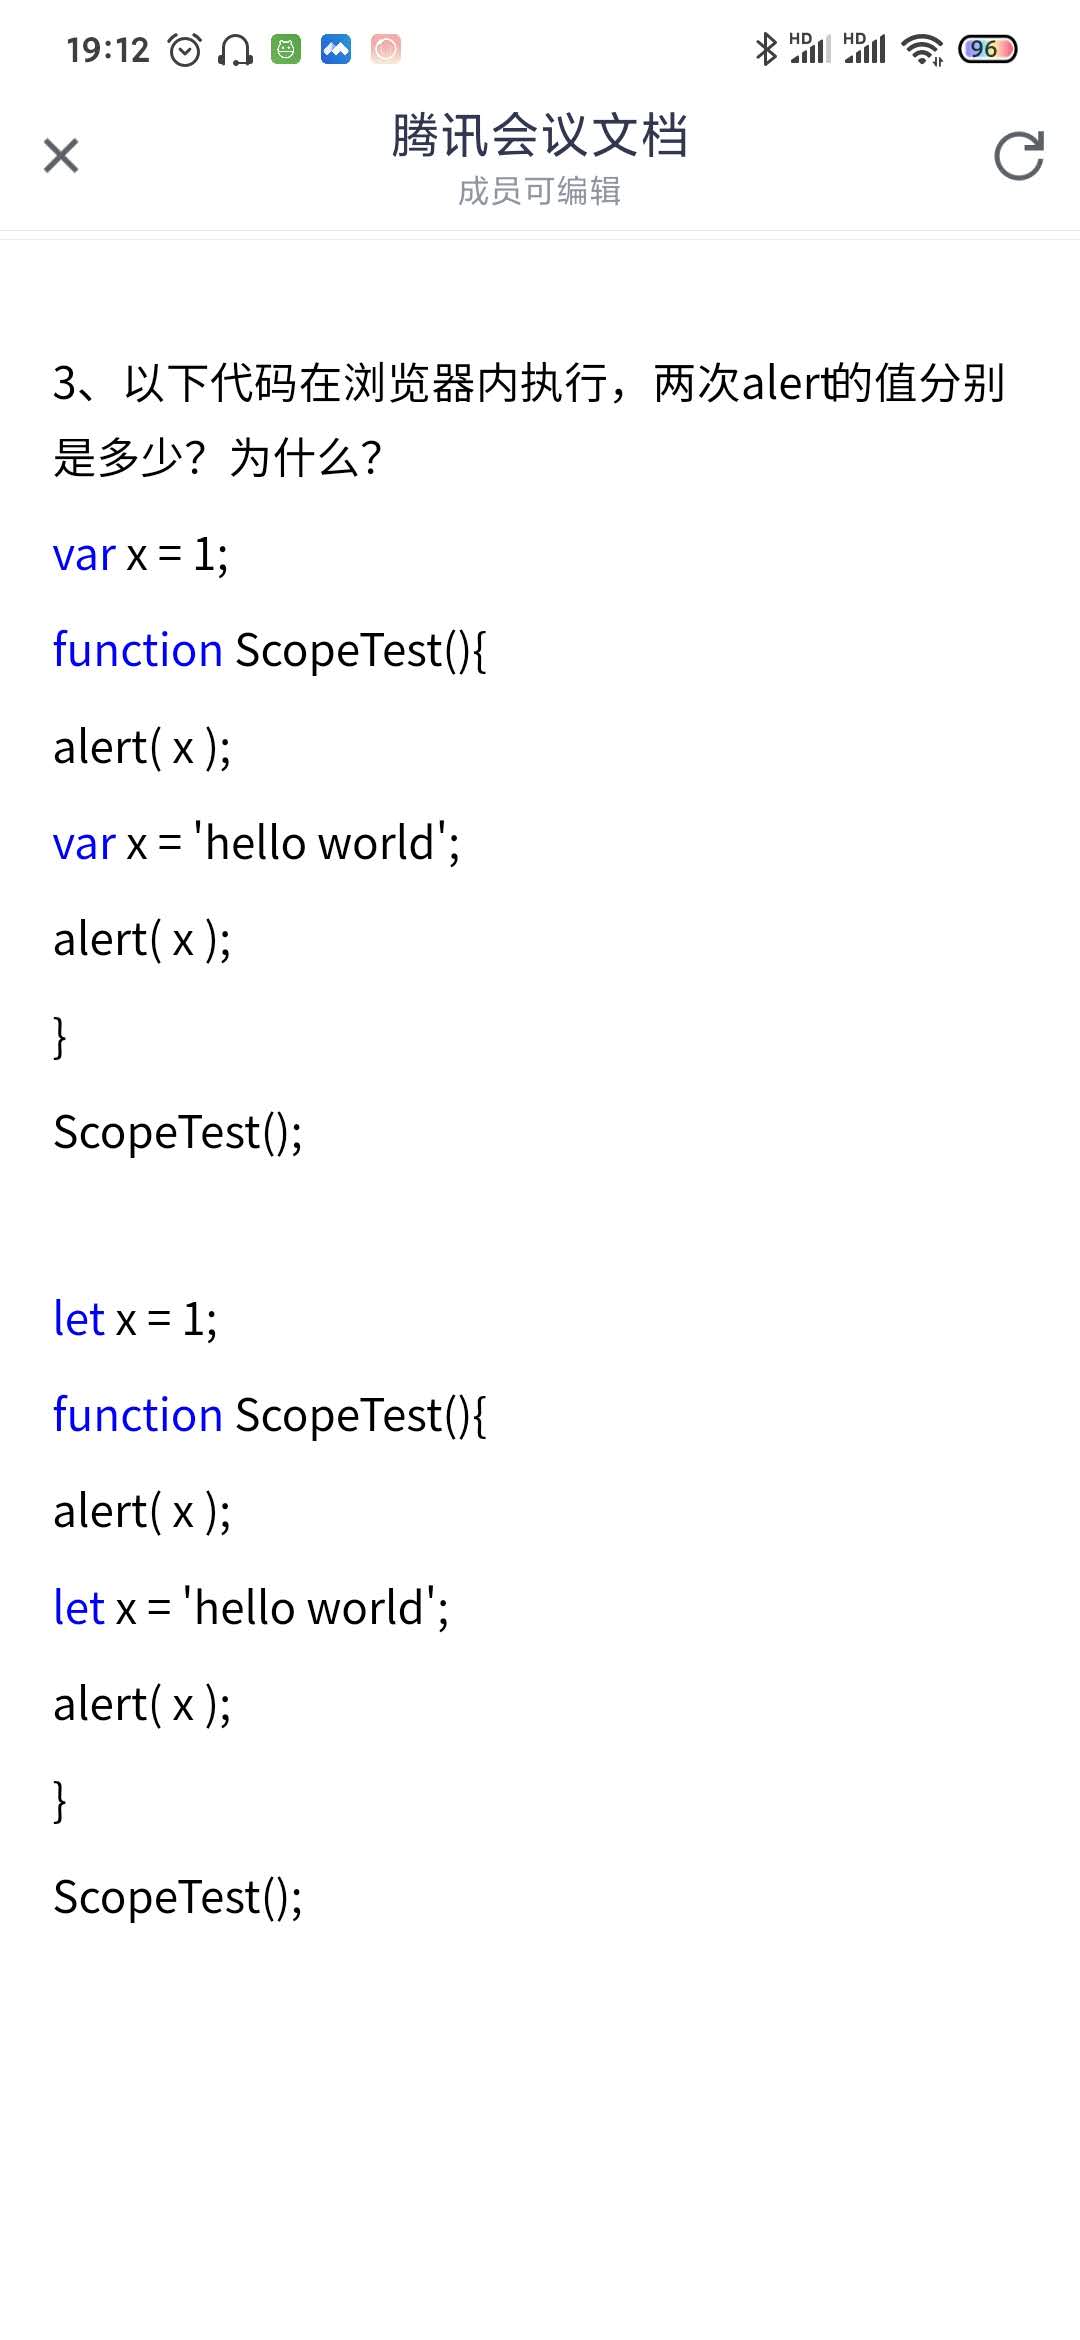 19:12 HD HD 96
腾讯会议文档
成员可编辑
3、以下代码在浏览器内执行，两次alert的值分别
是多少？为什么？
var x = 1;
function ScopeTest(){
alert( x );
var x = 'hello world';
alert( x );
}
ScopeTest();
let x = 1;
function ScopeTest(){
alert( x );
let x = 'hello world';
alert( x );
}
ScopeTest();